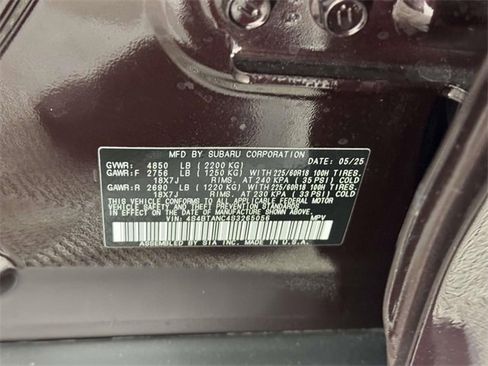 MFD. BY SUBARU CORPORATION DATE: 05/25
GVWR: 4850 LB (2200 KG)
GAWR:F 2756 LB (1250 KG) WITH 225/60R18 100H TIRES.
18X7J RIMS. AT 240 KPA (35 PSI) COLD
GAWR:R 2690 LB (1220 KG) WITH 225/60R18 100H TIRES.
18X7J RIMS. AT 230 KPA (33 PSI) COLD
THIS VEHICLE CONFORMS TO ALL APPLICABLE FEDERAL MOTOR
VEHICLE SAFETY AND BUMPER STANDARDS IN EFFECT ON THE DATE OF
MANUFACTURE SHOWN ABOVE.
VIN: 4S4BTANC4S3265056 MPV
ASSEMBLED BY SIA INC. MADE IN U.S.A.